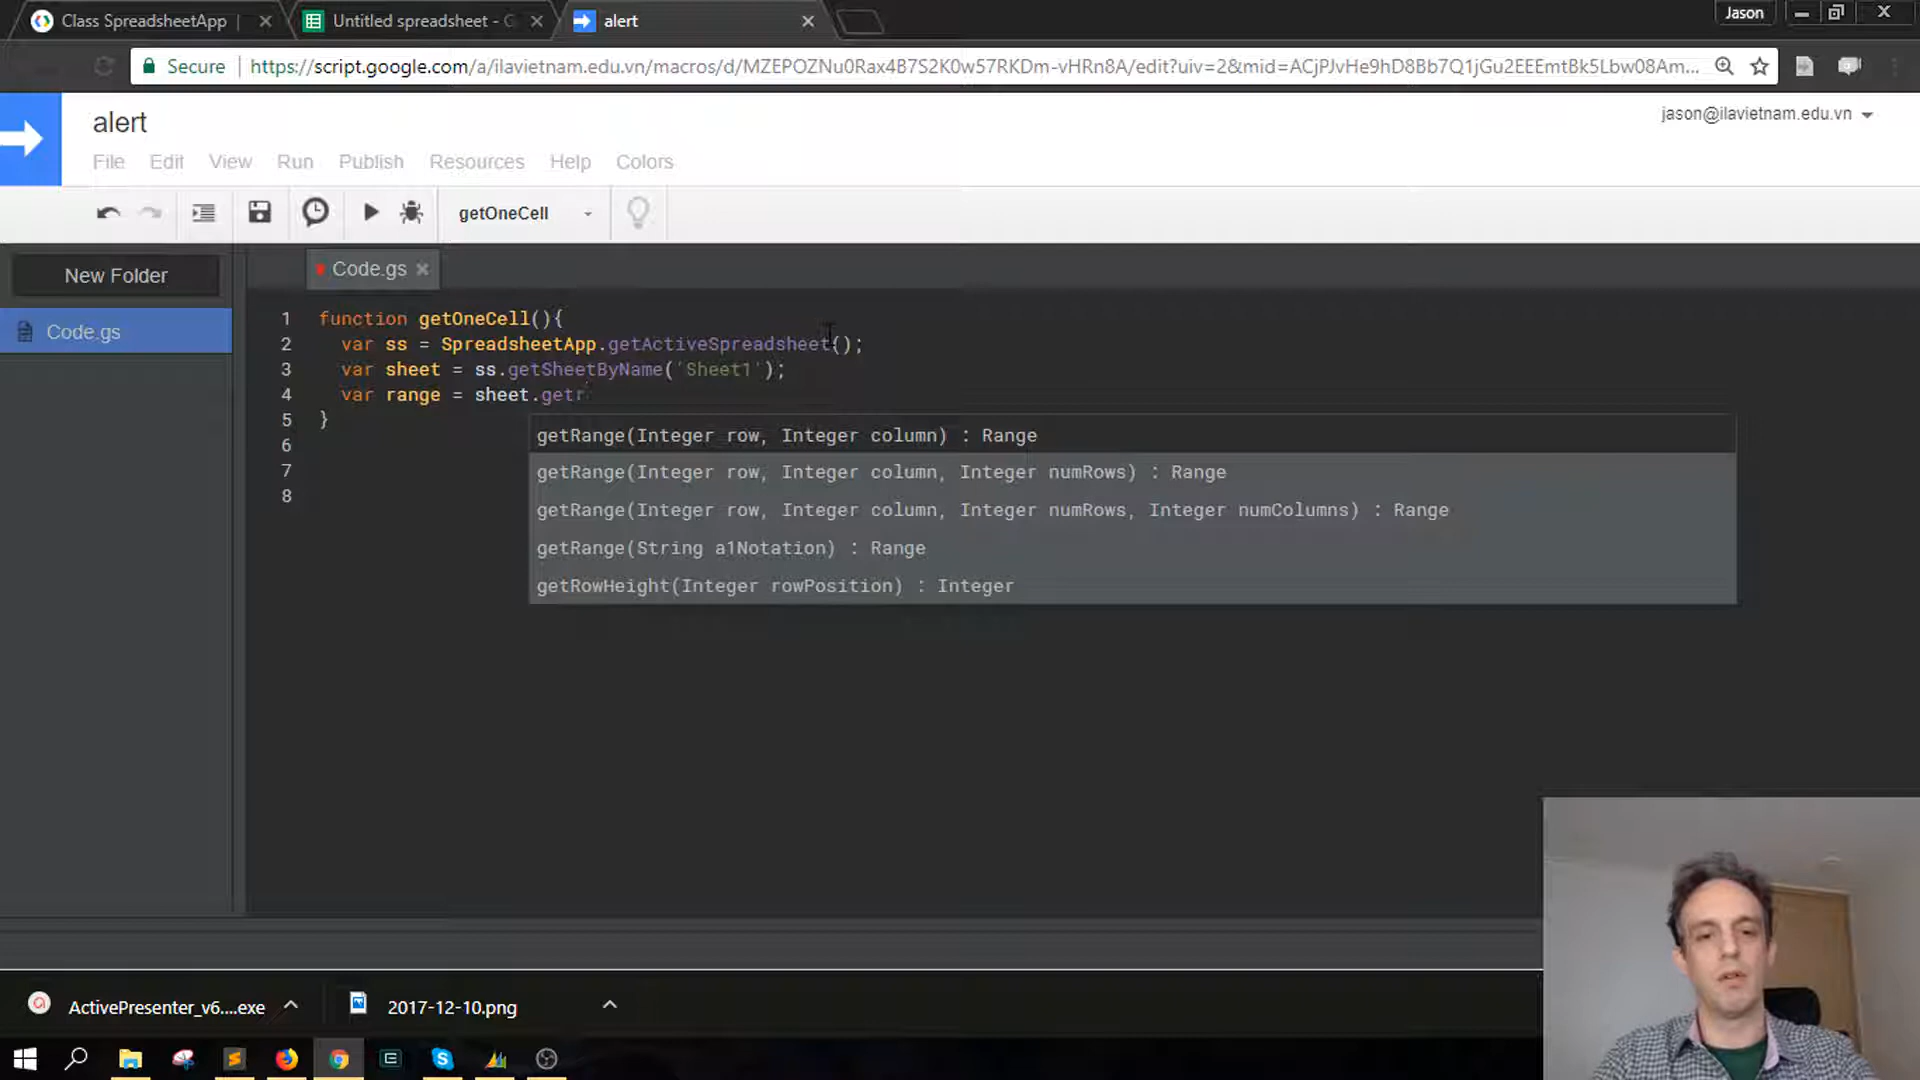 Class SpreadsheetApp |
Untitled spreadsheet - G
alert
Jason
Secure
https://script.google.com/a/ilavietnam.edu.vn/macros/d/MZEPOZNu0Rax4B7S2K0w57RKDm-vHRn8A/edit?uiv=2&mid=ACjPJvHe9hD8Bb7Q1jGu2EEEmtBk5Lbw08Am...
alert
jason@ilavietnam.edu.vn
File Edit View Run Publish Resources Help Colors
getOneCell
New Folder
Code.gs
Code.gs
1 function getOneCell(){
2 var ss = SpreadsheetApp.getActiveSpreadsheet();
3 var sheet = ss.getSheetByName('Sheet1');
4 var range = sheet.getr
5 }
6
7
8
getRange(Integer row, Integer column) : Range
getRange(Integer row, Integer column, Integer numRows) : Range
getRange(Integer row, Integer column, Integer numRows, Integer numColumns) : Range
getRange(String a1Notation) : Range
getRowHeight(Integer rowPosition) : Integer
ActivePresenter_v6....exe
2017-12-10.png